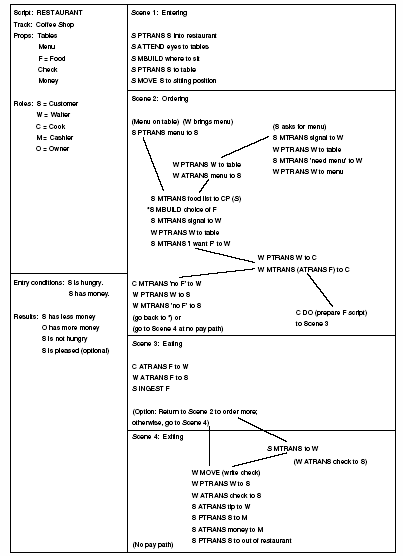 Script: RESTAURANT
Track: Coffee Shop
Props: Tables
Menu
F = Food
Check
Money
Roles: S = Customer
W = Waiter
C = Cook
M = Cashier
O = Owner
Entry conditions: S is hungry.
S has money.
Results: S has less money
O has more money
S is not hungry
S is pleased (optional)
Scene 1: Entering
S PTRANS S into restaurant
S ATTEND eyes to tables
S MBUILD where to sit
S PTRANS S to table
S MOVE S to sitting position
Scene 2: Ordering
(Menu on table) (W brings menu)
S PTRANS menu to S
(S asks for menu)
S MTRANS signal to W
W PTRANS W to table
S MTRANS 'need menu' to W
W PTRANS W to menu
W PTRANS W to table
W ATRANS menu to S
S MTRANS food list to CP (S)
*S MBUILD choice of F
S MTRANS signal to W
W PTRANS W to table
S MTRANS 'I want F' to W
W PTRANS W to C
W MTRANS (ATRANS F) to C
C MTRANS 'no F' to W
W PTRANS W to S
W MTRANS 'no F' to S
(go back to *) or
(go to Scene 4 at no pay path)
C DO (prepare F script)
to Scene 3
Scene 3: Eating
C ATRANS F to W
W ATRANS F to S
S INGEST F
(Option: Return to Scene 2 to order more;
otherwise, go to Scene 4)
Scene 4: Exiting
S MTRANS to W
(W ATRANS check to S)
W MOVE (write check)
W PTRANS W to S
W ATRANS check to S
S ATRANS tip to W
S PTRANS S to M
S ATRANS money to M
(No pay path) S PTRANS S to out of restaurant